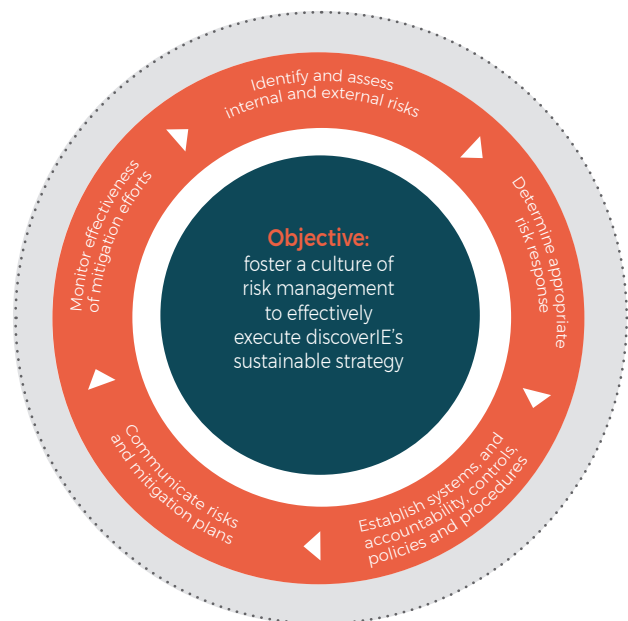 Identify and assess
internal and external risks
Determine appropriate
risk response
Establish systems, and
accountability, controls,
policies and procedures
Communicate risks
and mitigation plans
Monitor effectiveness
of mitigation efforts
Objective:
foster a culture of
risk management
to effectively
execute discoverIE’s
sustainable strategy